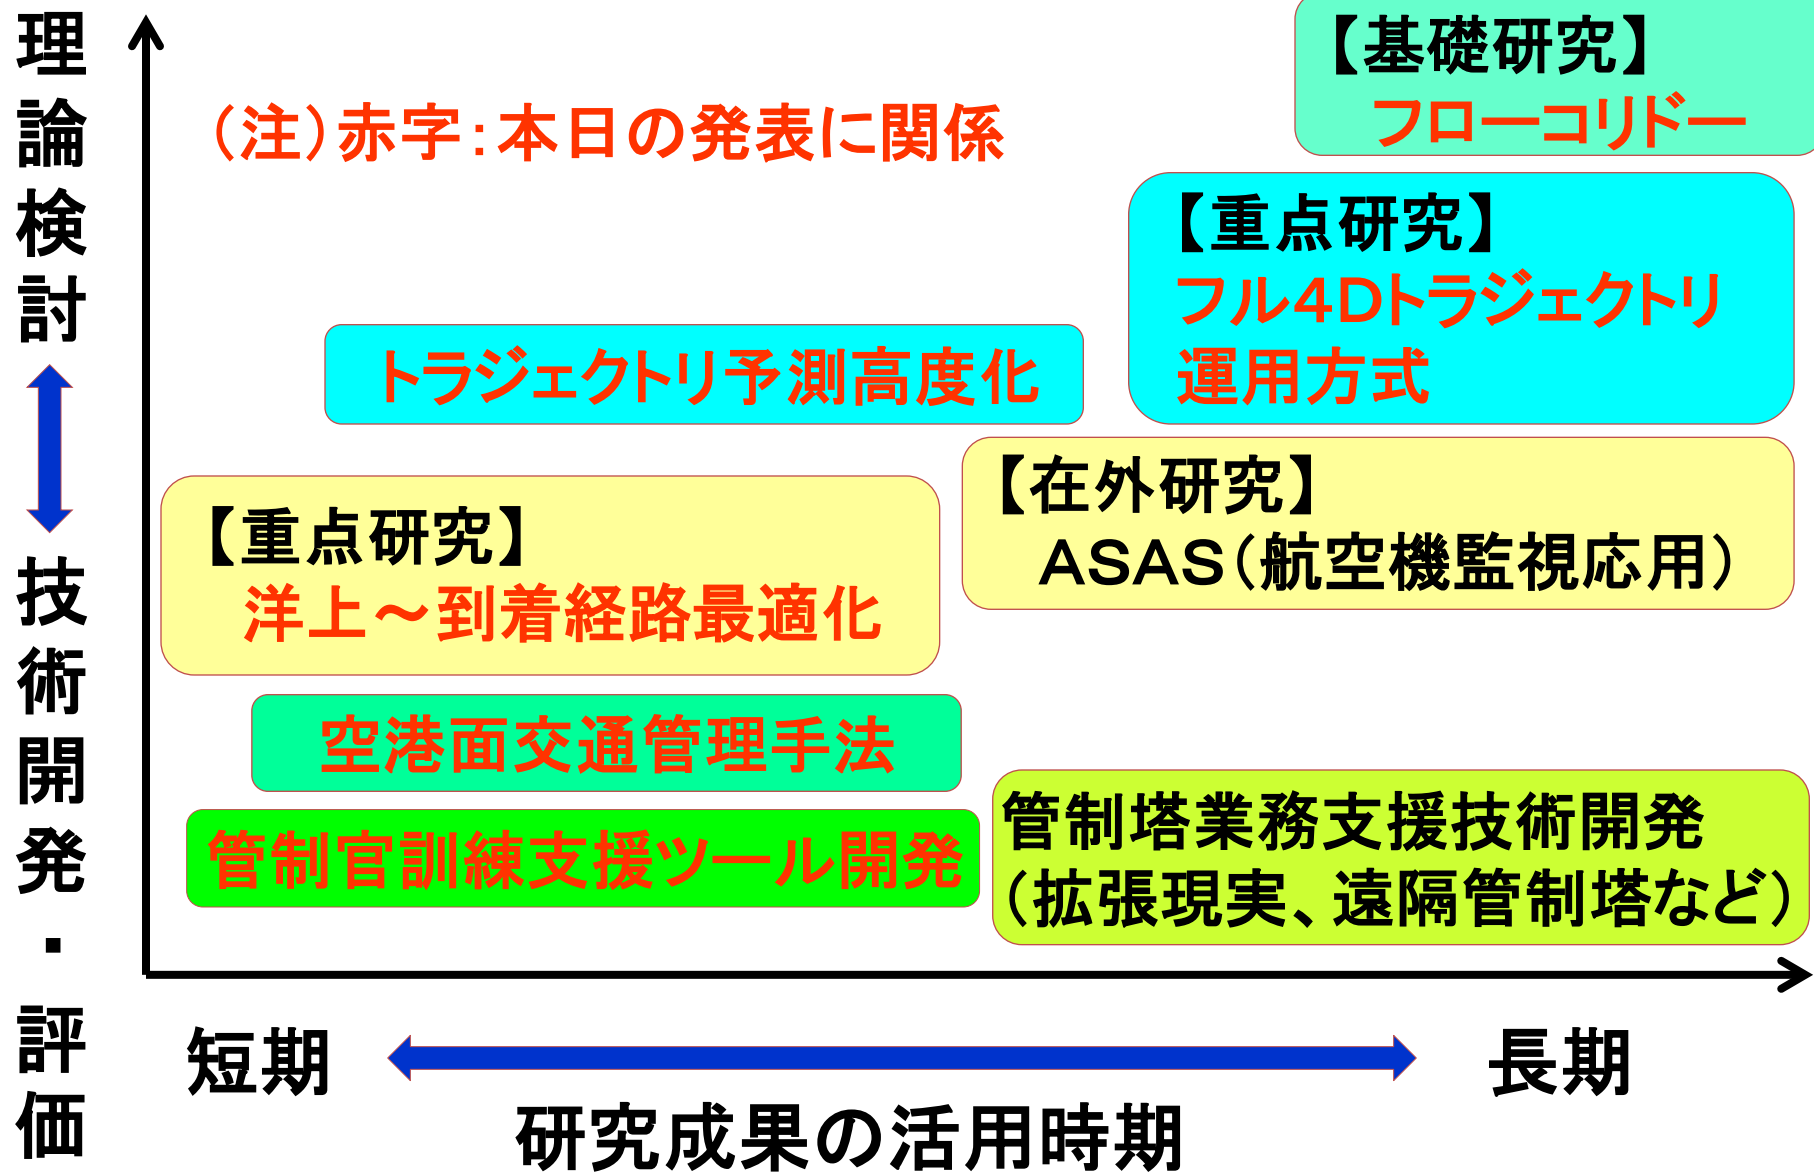 理論検討
技術開発・評価
（注）赤字：本日の発表に関係
【基礎研究】
フローコリドー
【重点研究】
フル４Ｄトラジェクトリ
運用方式
トラジェクトリ予測高度化
【在外研究】
ＡＳＡＳ（航空機監視応用）
【重点研究】
洋上～到着経路最適化
空港面交通管理手法
管制官訓練支援ツール開発
管制塔業務支援技術開発
（拡張現実、遠隔管制塔など）
短期
長期
研究成果の活用時期